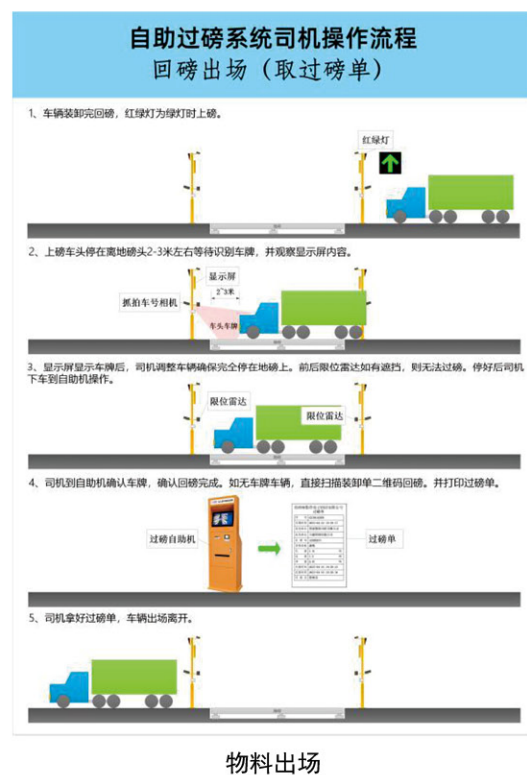 自助过磅系统司机操作流程
回磅出场（取过磅单）
1、车辆装卸完回磅，红绿灯为绿灯时上磅。
红绿灯
2、上磅车头停在离地磅头2-3米左右等待识别车牌，并观察显示屏内容。
显示屏
2~3米
抓拍车号相机
车头车牌
3、显示屏显示车牌后，司机调整车辆确保完全停在地磅上。前后限位雷达如有遮挡，则无法过磅。停好后司机
下车到自助机操作。
限位雷达
限位雷达
4、司机到自助机确认车牌，确认回磅完成。如无车牌车辆，直接扫描装卸单二维码回磅。并打印过磅单。
过磅自助机
过磅单
5、司机拿好过磅单，车辆出场离开。
物料出场